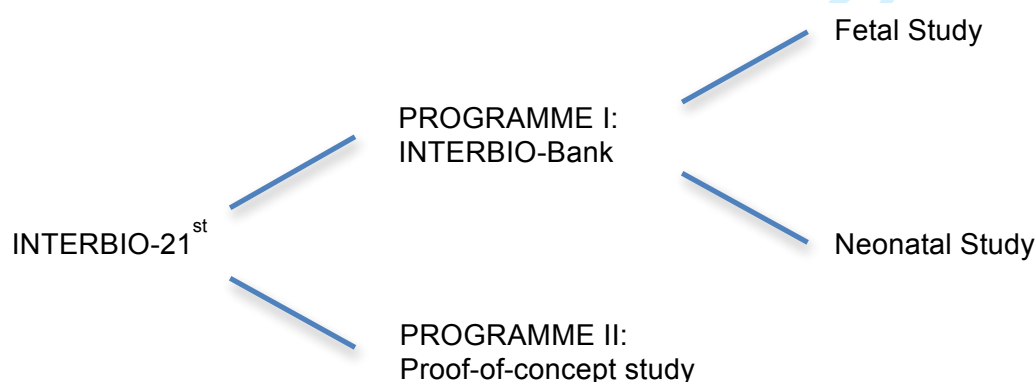 Fetal Study
PROGRAMME I:
INTERBIO-Bank
INTERBIO-21st
Neonatal Study
PROGRAMME II:
Proof-of-concept study